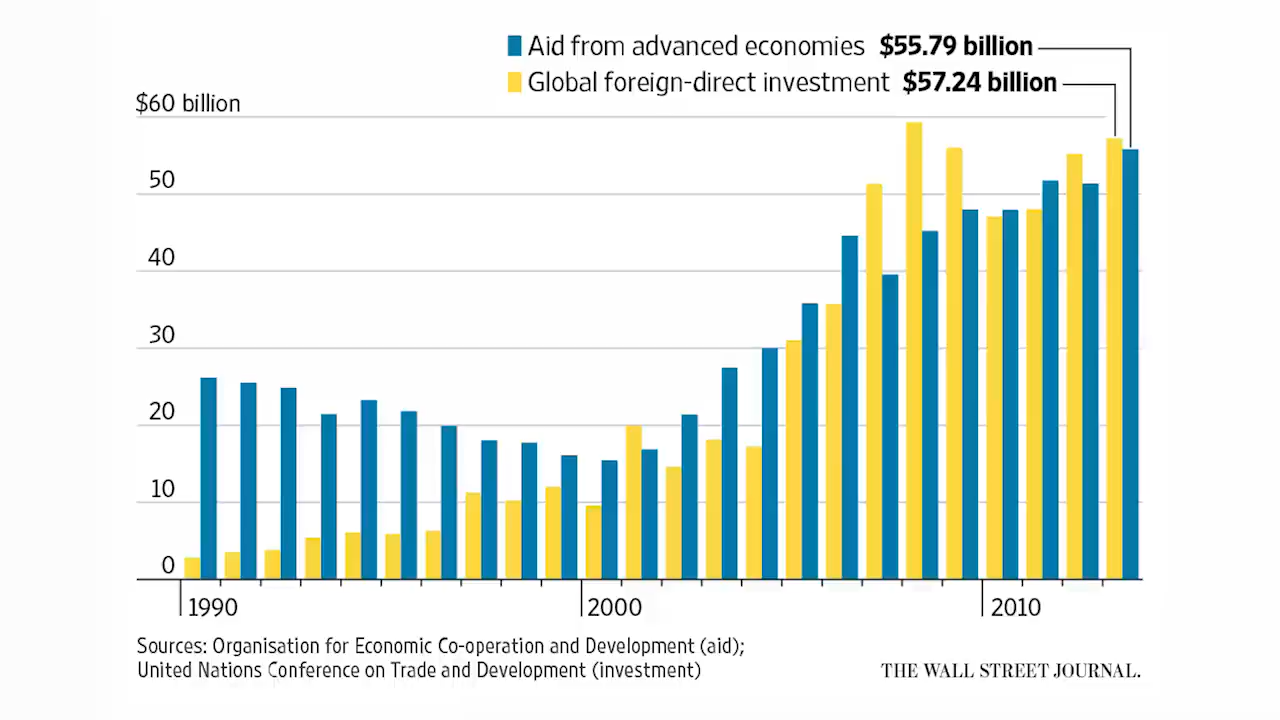 Aid from advanced economies $55.79 billion
Global foreign-direct investment $57.24 billion
$60 billion
50
40
30
20
10
0
1990
2000
2010
Sources: Organisation for Economic Co-operation and Development (aid);
United Nations Conference on Trade and Development (investment)
THE WALL STREET JOURNAL.